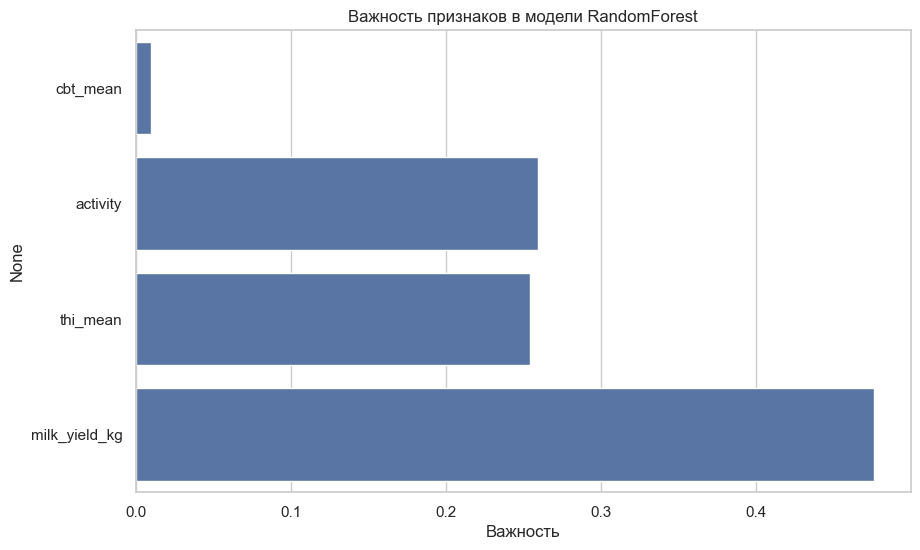 Важность признаков в модели RandomForest
cbt_mean
activity
thi_mean
milk_yield_kg
None
0.0 0.1 0.2 0.3 0.4
Важность